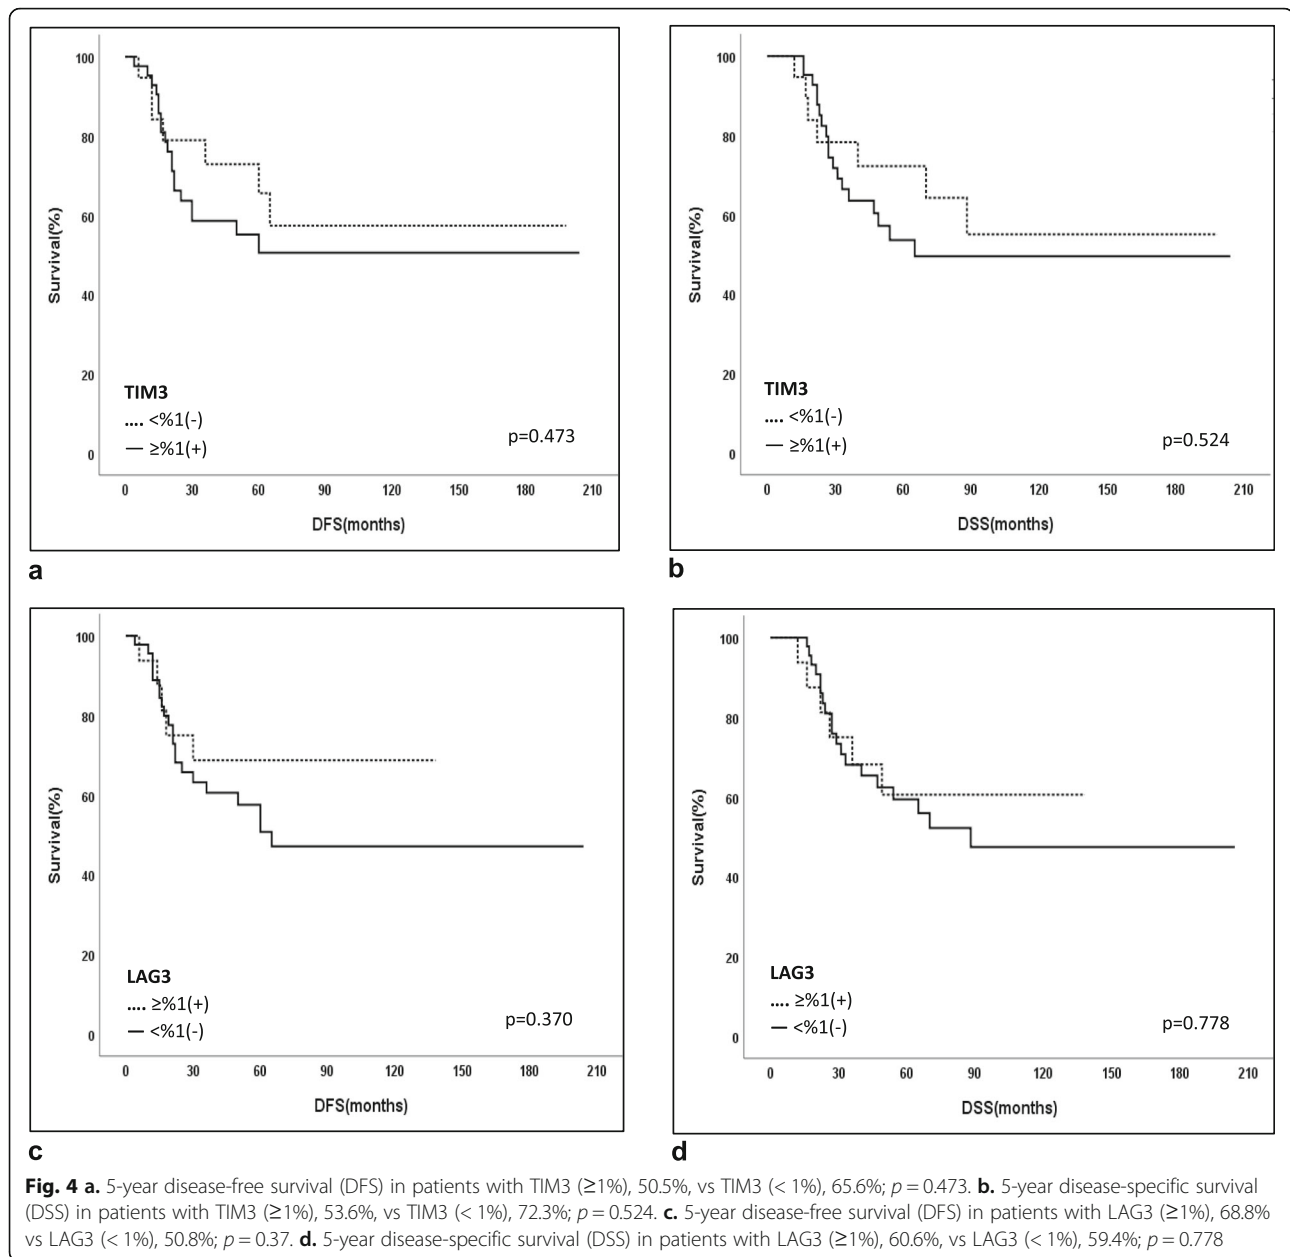 100
80
60
40
20
0
Survival(%)
TIM3
.... <%1(-)
— ≥%1(+)
p=0.473
0 30 60 90 120 150 180 210
DFS(months)
a
100
80
60
40
20
0
Survival(%)
TIM3
.... <%1(-)
— ≥%1(+)
p=0.524
0 30 60 90 120 150 180 210
DSS(months)
b
100
80
60
40
20
0
Survival(%)
LAG3
.... ≥%1(+)
— <%1(-)
p=0.370
0 30 60 90 120 150 180 210
DFS(months)
c
100
80
60
40
20
0
Survival(%)
LAG3
.... ≥%1(+)
— <%1(-)
p=0.778
0 30 60 90 120 150 180 210
DSS(months)
d
Fig. 4 a. 5-year disease-free survival (DFS) in patients with TIM3 (≥1%), 50.5%, vs TIM3 (< 1%), 65.6%; p = 0.473. b. 5-year disease-specific survival
(DSS) in patients with TIM3 (≥1%), 53.6%, vs TIM3 (< 1%), 72.3%; p = 0.524. c. 5-year disease-free survival (DFS) in patients with LAG3 (≥1%), 68.8%
vs LAG3 (< 1%), 50.8%; p = 0.37. d. 5-year disease-specific survival (DSS) in patients with LAG3 (≥1%), 60.6%, vs LAG3 (< 1%), 59.4%; p = 0.778